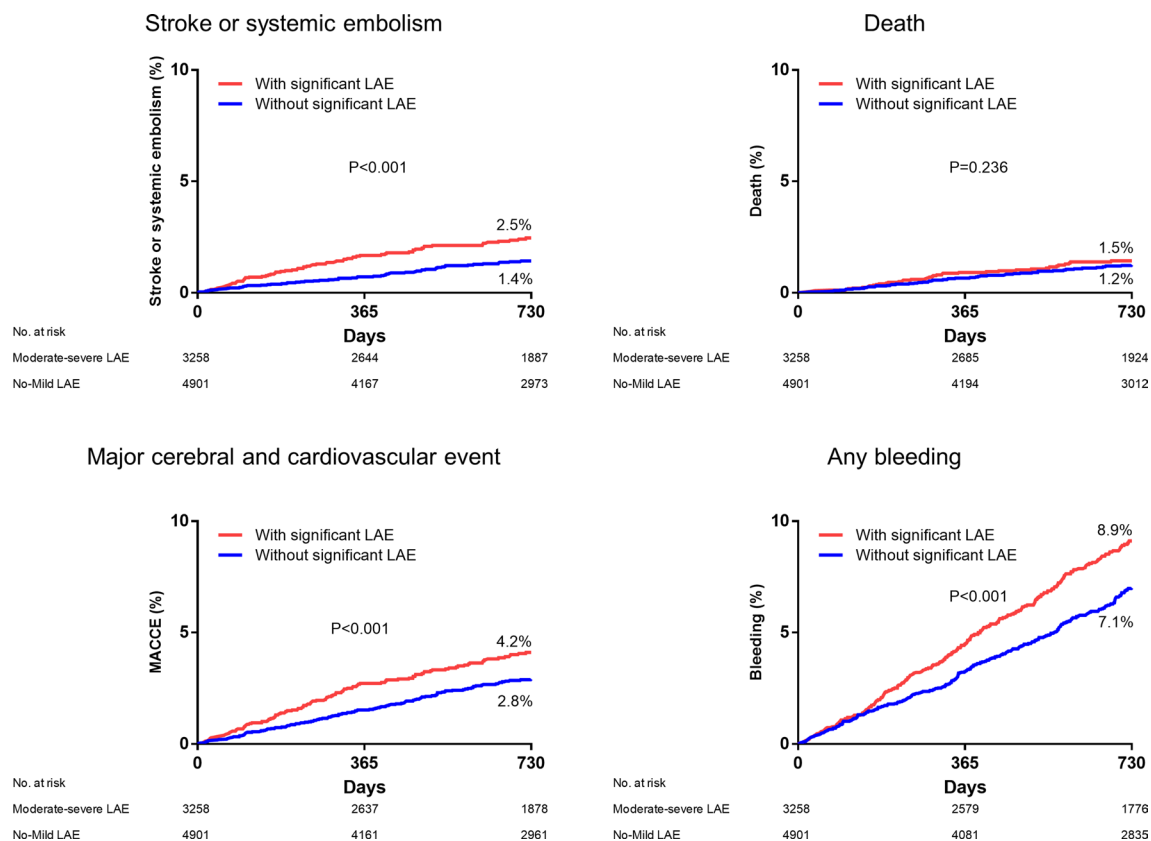 Stroke or systemic embolism
Stroke or systemic embolism (%)
10
5
0
With significant LAE
Without significant LAE
P<0.001
2.5%
1.4%
0 365 730
Days
No. at risk
Moderate-severe LAE 3258 2644 1887
No-Mild LAE 4901 4167 2973
Death
Death (%)
10
5
0
With significant LAE
Without significant LAE
P=0.236
1.5%
1.2%
0 365 730
Days
No. at risk
Moderate-severe LAE 3258 2685 1924
No-Mild LAE 4901 4194 3012
Major cerebral and cardiovascular event
MACCE (%)
10
5
0
With significant LAE
Without significant LAE
P<0.001
4.2%
2.8%
0 365 730
Days
No. at risk
Moderate-severe LAE 3258 2637 1878
No-Mild LAE 4901 4161 2961
Any bleeding
Bleeding (%)
10
5
0
With significant LAE
Without significant LAE
P<0.001
8.9%
7.1%
0 365 730
Days
No. at risk
Moderate-severe LAE 3258 2579 1776
No-Mild LAE 4901 4081 2835